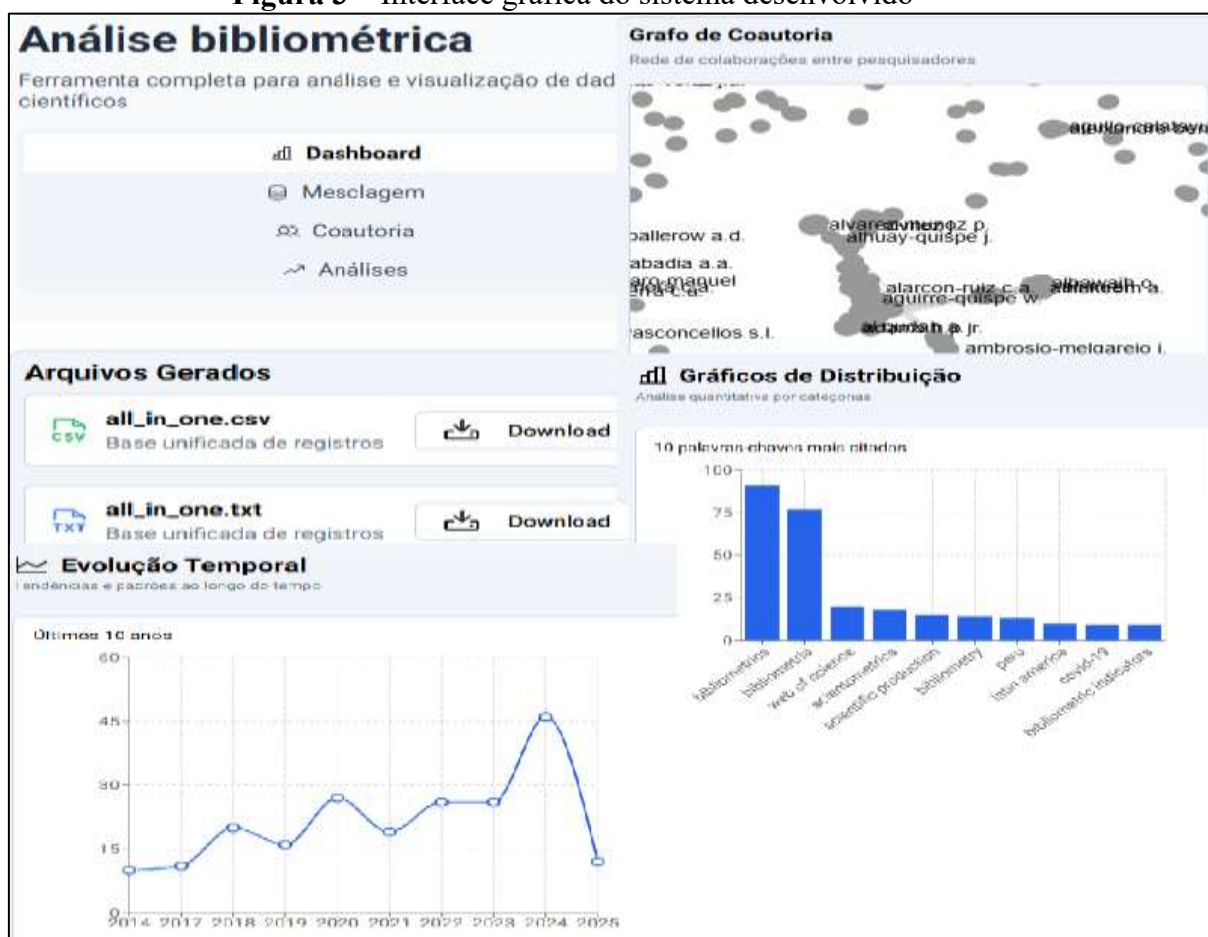 Interface gráfica do sistema desenvolvido
Análise bibliométrica
Ferramenta completa para análise e visualização de dad
científicos
Dashboard
Mesclagem
Coautoria
Análises
Grafo de Coautoria
Rede de colaborações entre pesquisadores
pallerow a.d.
abadia a.a.
asconcellos s.l.
alhuay-quispe j.
alarcon-ruiz c.a.
aguirre-quispe w.
ambrosio-melgarejo i.
Arquivos Gerados
CSV
all_in_one.csv
Base unificada de registros
Download
TXT
all_in_one.txt
Base unificada de registros
Download
Gráficos de Distribuição
Análise quantitativa por categorias
10 palavras-chaves mais citadas
100
75
50
25
0
bibliometrics
bibliometria
web of science
scientometrics
scientific production
bibliometry
peru
latin america
covid-19
bibliometric indicators
Evolução Temporal
Tendências e padrões ao longo do tempo
Últimos 10 anos
60
45
30
15
0
2014 2017 2018 2019 2020 2021 2022 2023 2024 2025